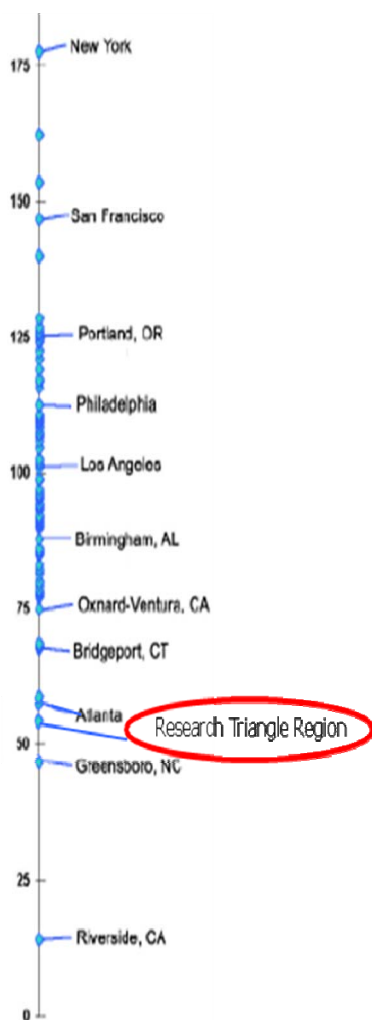 New York
175
150
San Francisco
125
Portland, OR
Philadelphia
100
Los Angeles
Birmingham, AL
75
Oxnard-Ventura, CA
Bridgeport, CT
Atlanta
Research Triangle Region
50
Greensboro, NC
25
Riverside, CA
0